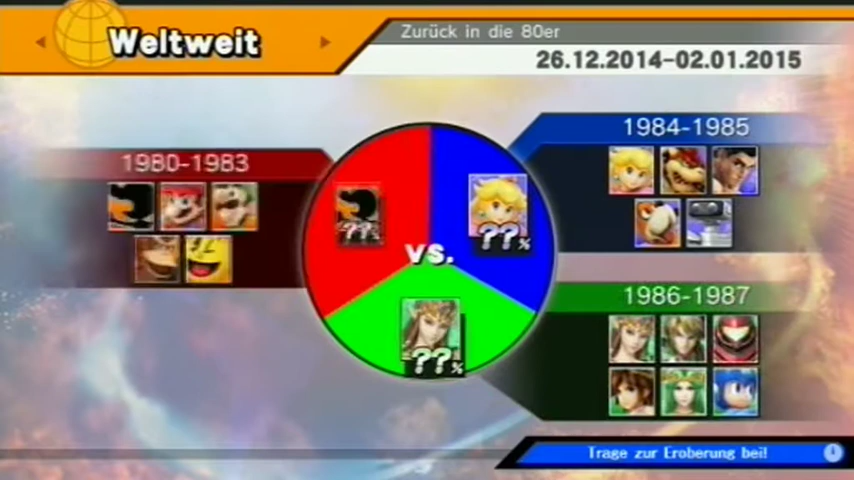 Weltweit
Zurück in die 80er
26.12.2014-02.01.2015
1980-1983
1984-1985
??%
??%
vs.
1986-1987
??%
Trage zur Eroberung bei!